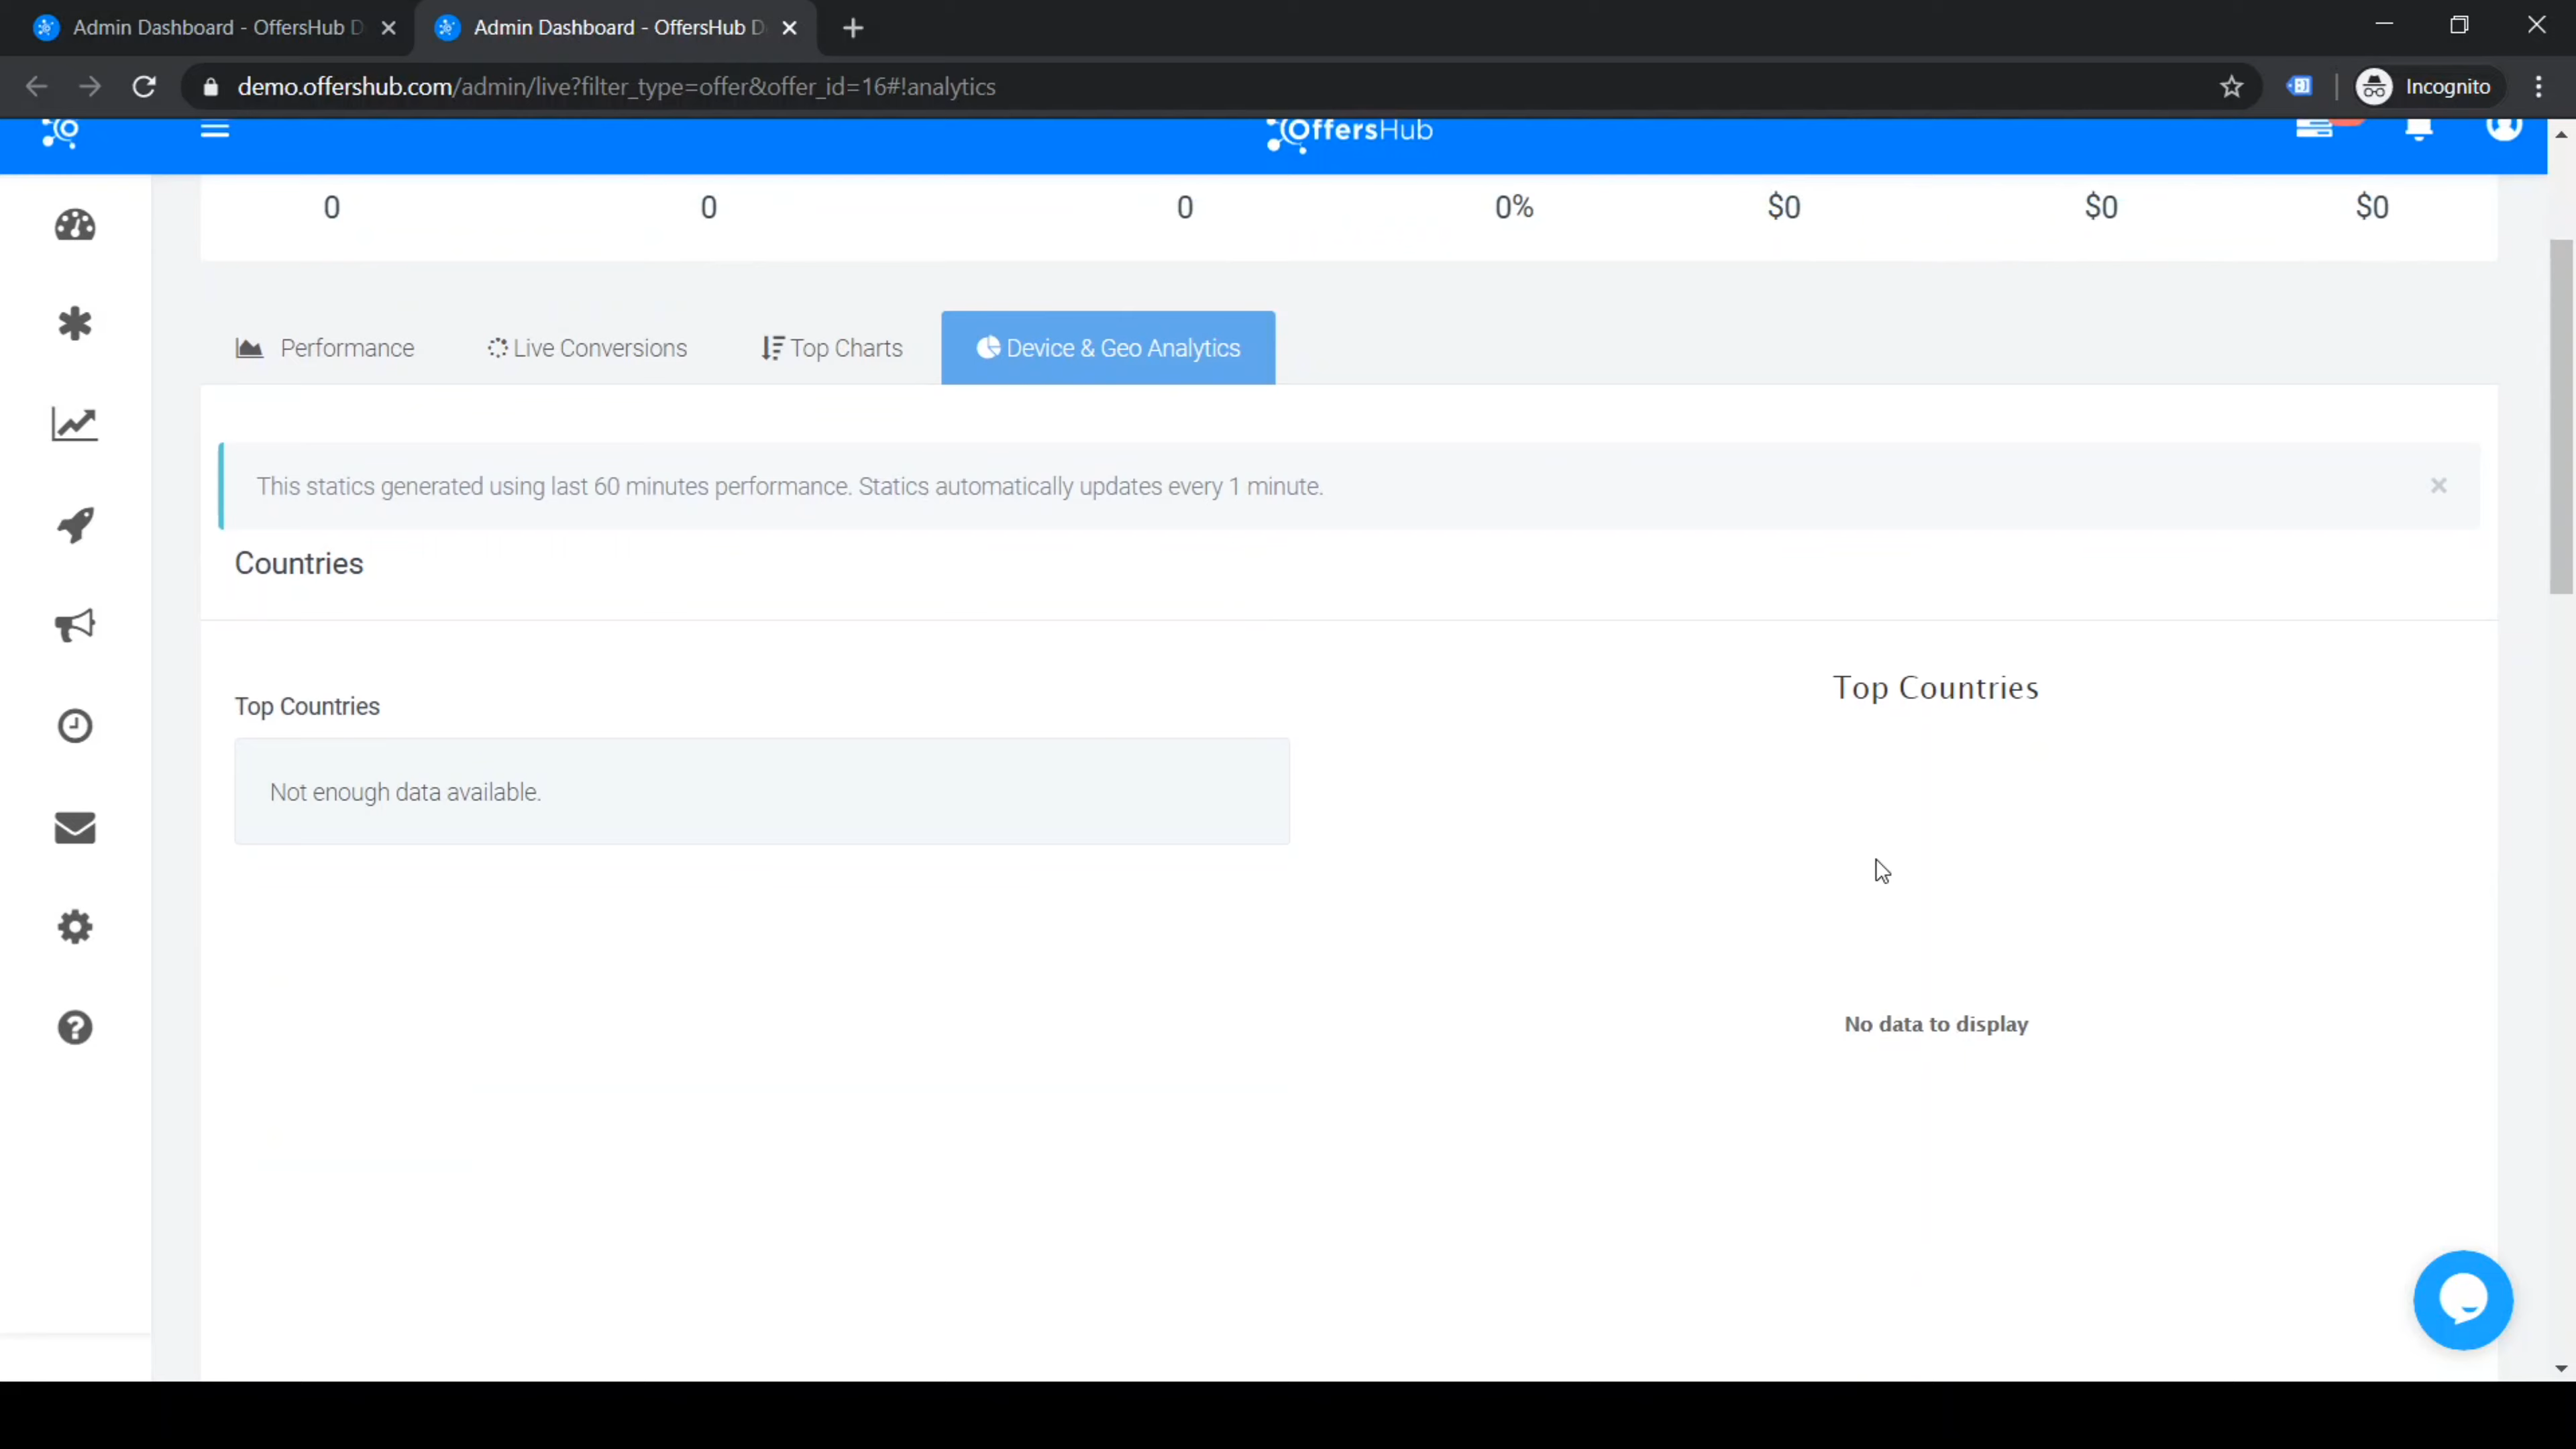 Admin Dashboard - OffersHub D
Admin Dashboard - OffersHub D
demo.offershub.com/admin/live?filter_type=offer&offer_id=16#!analytics
Incognito
OffersHub
0 0 0 0% $0 $0 $0
Performance Live Conversions Top Charts Device & Geo Analytics
This statics generated using last 60 minutes performance. Statics automatically updates every 1 minute.
Countries
Top Countries
Not enough data available.
Top Countries
No data to display